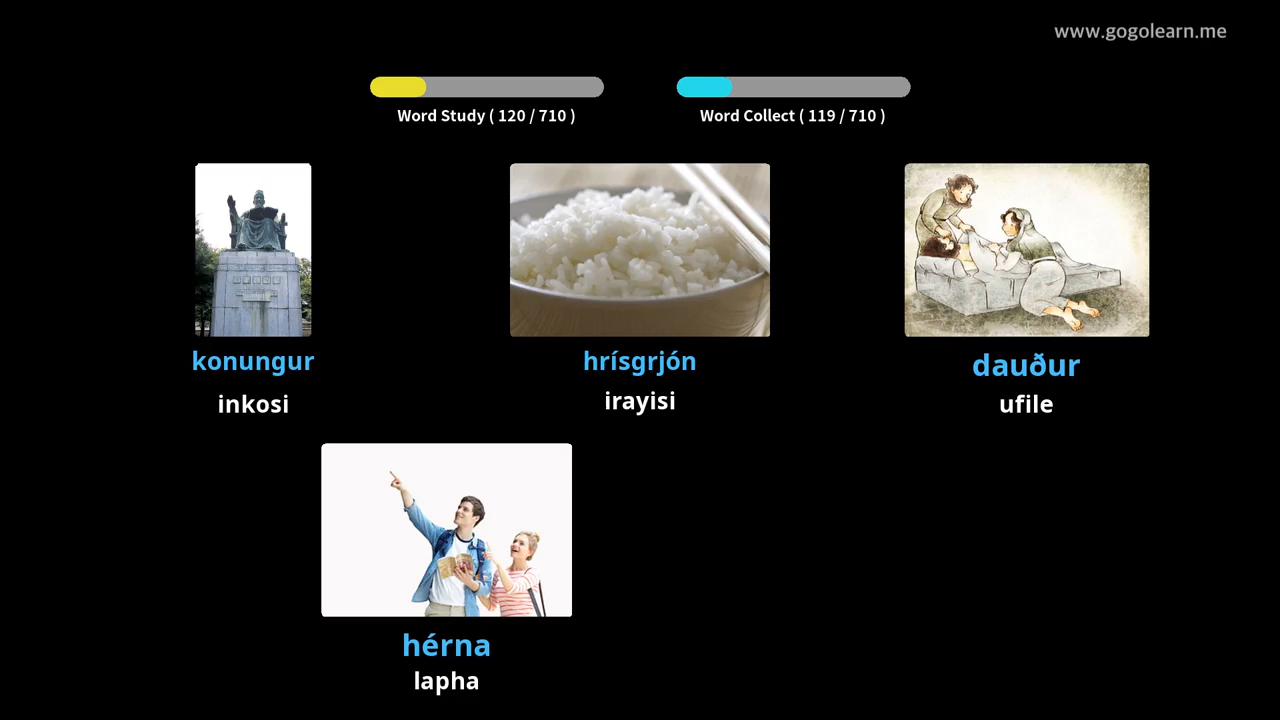 www.gogolearn.me
Word Study ( 120 / 710 )
Word Collect ( 119 / 710 )
konungur
hrísgrjón
dauður
inkosi
irayisi
ufile
hérna
lapha